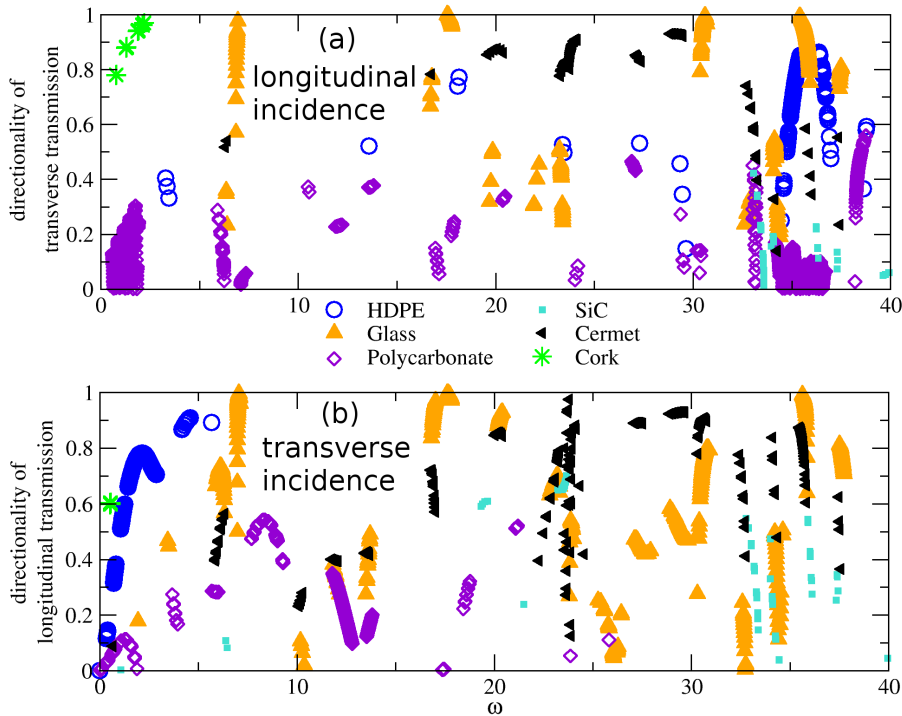 1
0.8
0.6
0.4
0.2
0
directionality of
transverse transmission
(a)
longitudinal
incidence
0 10 20 30 40
HDPE
Glass
Polycarbonate
SiC
Cermet
Cork
1
0.8
0.6
0.4
0.2
0
directionality of
longitudinal transmission
(b)
transverse
incidence
0 10 20 30 40
ω